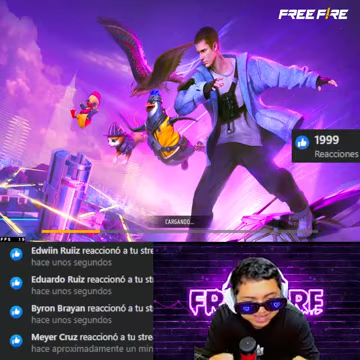 FREE FIRE
1999
Reacciones
CARGANDO...
FPS
Edwiin Ruiiz reaccionó a tu stre
hace unos segundos
Eduardo Ruiz reaccionó a tu st
hace unos segundos
Byron Brayan reaccionó a tu st
hace unos segundos
Meyer Cruz reaccionó a tu stre
hace aproximadamente un min
FREE FIRE